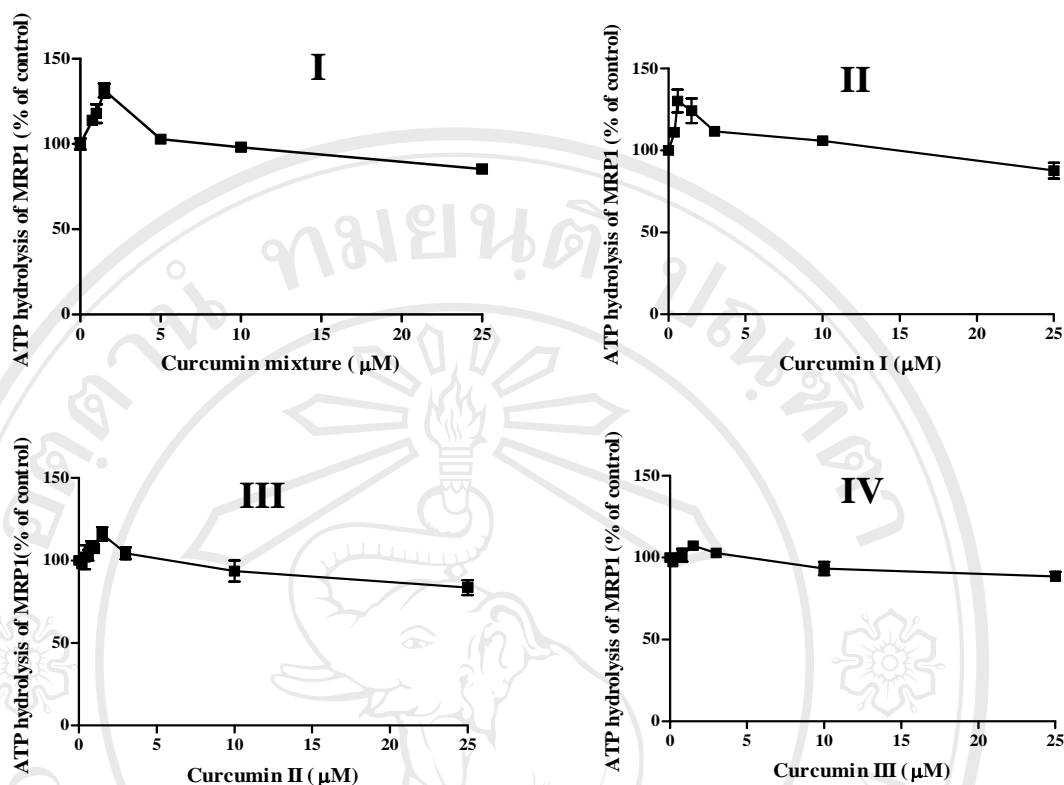 I
ATP hydrolysis of MRP1 (% of control)
150
100
50
0
0 5 10 15 20 25
Curcumin mixture ( µM)
II
ATP hydrolysis of MRP1 (% of control)
150
100
50
0
0 5 10 15 20 25
Curcumin I (µM)
III
ATP hydrolysis of MRP1(% of control)
150
100
50
0
0 5 10 15 20 25
Curcumin II ( µM)
IV
ATP hydrolysis of MRP1 (% of control)
150
100
50
0
0 5 10 15 20 25
Curcumin III ( µM)